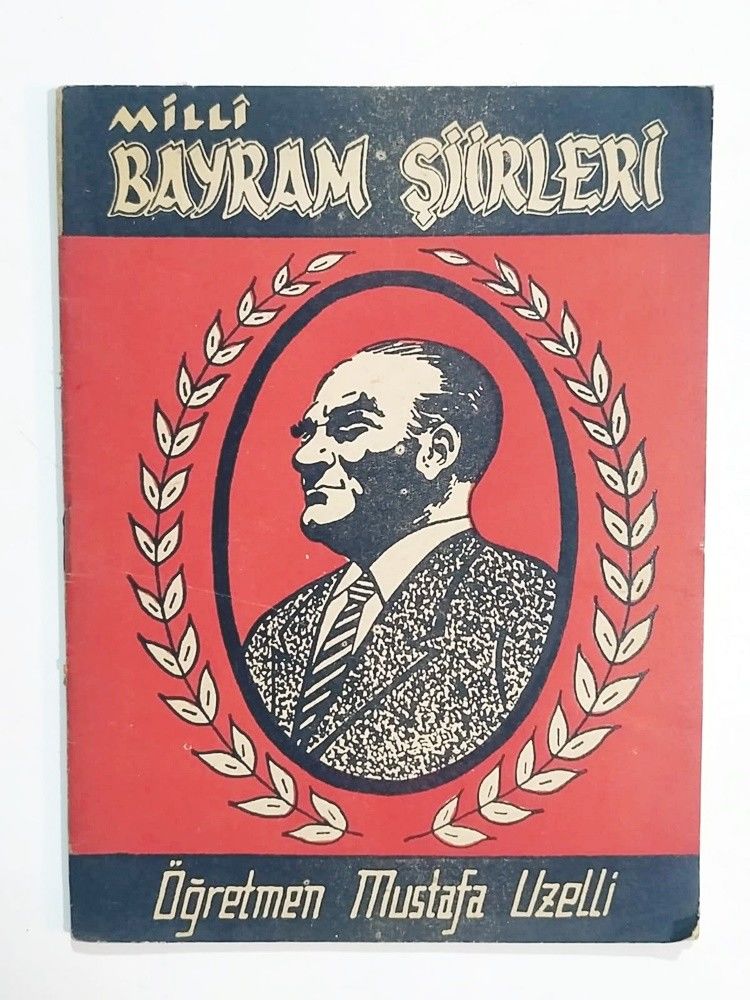 MİLLÎ
BAYRAM ŞİİRLERİ
Öğretmen Mustafa Uzelli